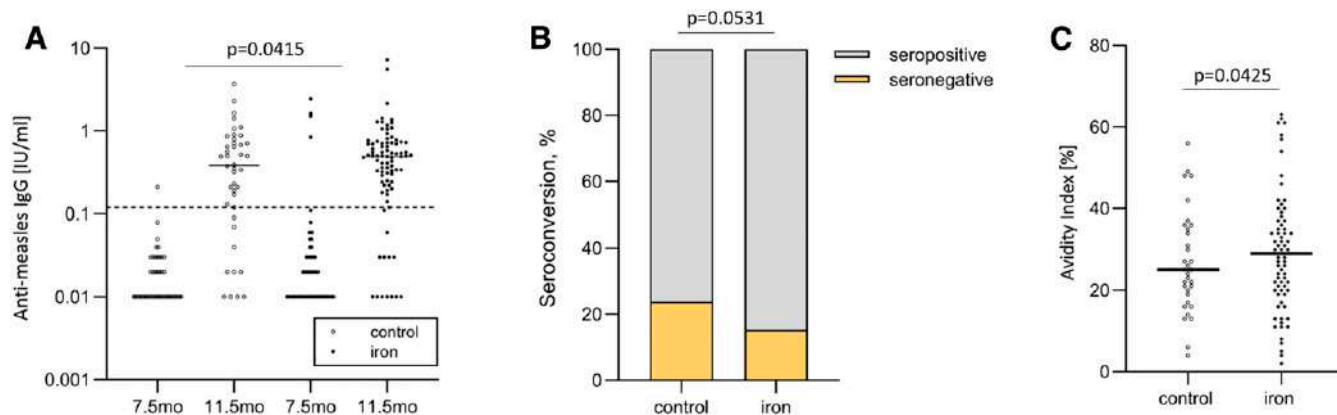 A
p=0.0415
Anti-measles IgG [IU/ml]
10
1
0.1
0.01
0.001
control
iron
7.5mo 11.5mo 7.5mo 11.5mo
B
p=0.0531
Seroconversion, %
100
80
60
40
20
0
control iron
seropositive
seronegative
C
p=0.0425
Avidity Index [%]
80
60
40
20
0
control iron